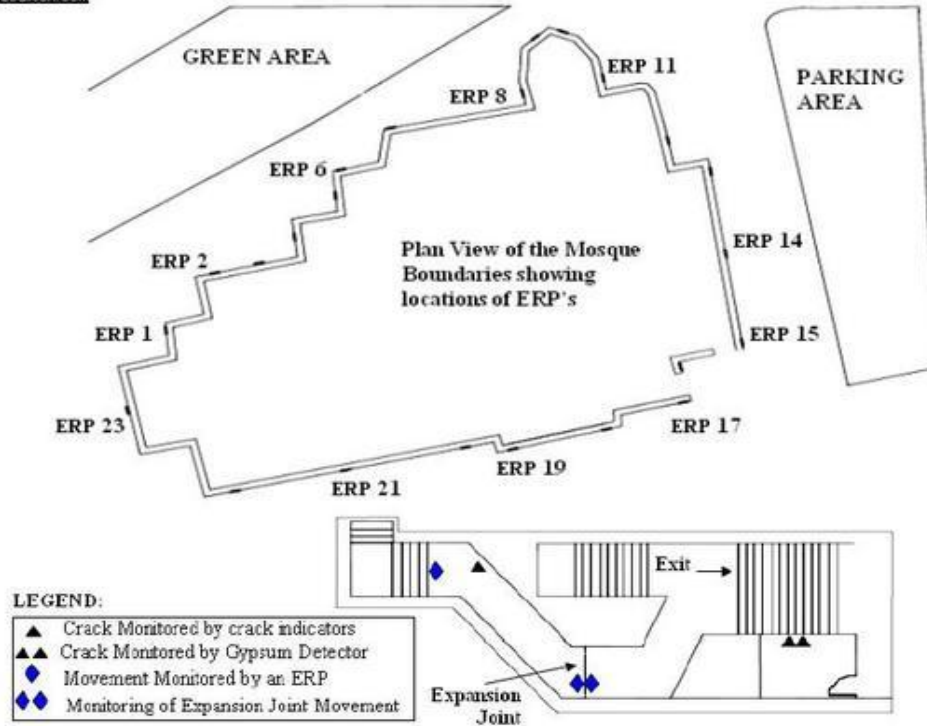 GREEN AREA
ERP 11
PARKING
AREA
ERP 8
ERP 6
Plan View of the Mosque
Boundaries showing
locations of ERP's
ERP 14
ERP 2
ERP 1
ERP 15
ERP 23
ERP 17
ERP 19
ERP 21
Exit
Expansion
Joint
LEGEND:
Crack Monitored by crack indicators
Crack Monitored by Gypsum Detector
Movement Monitored by an ERP
Monitoring of Expansion Joint Movement